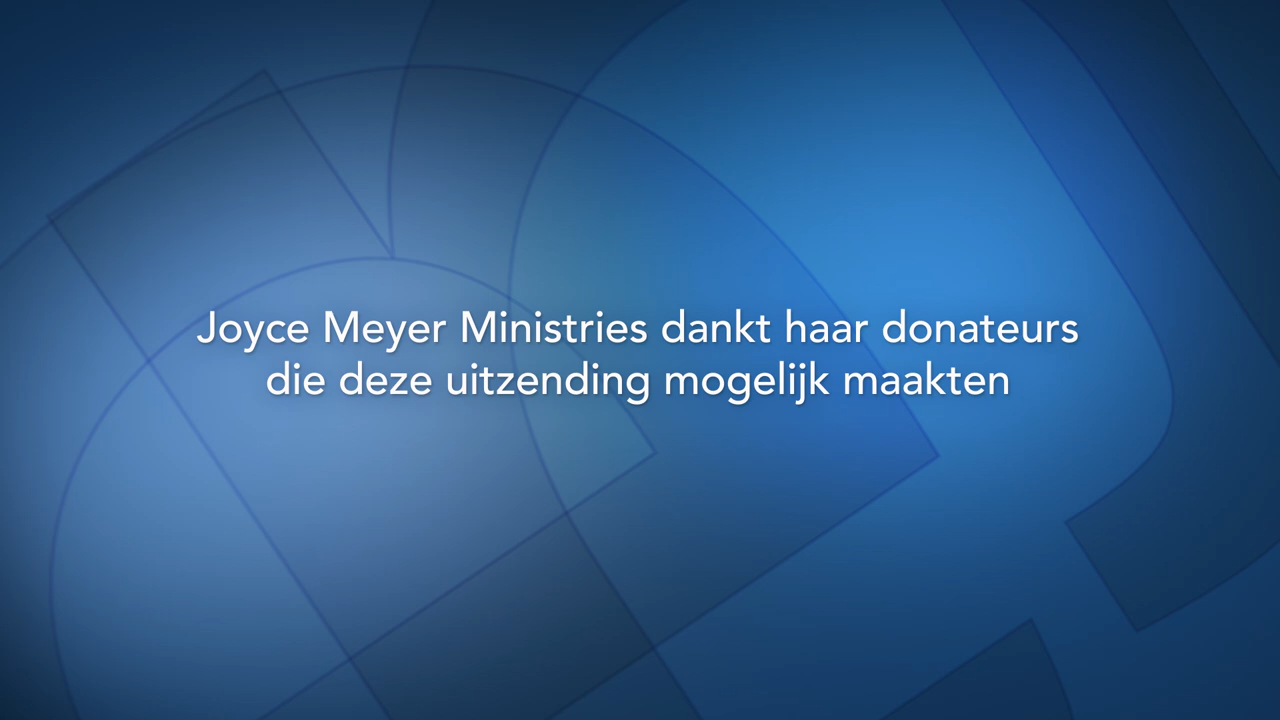 Joyce Meyer Ministries dankt haar donateurs
die deze uitzending mogelijk maakten